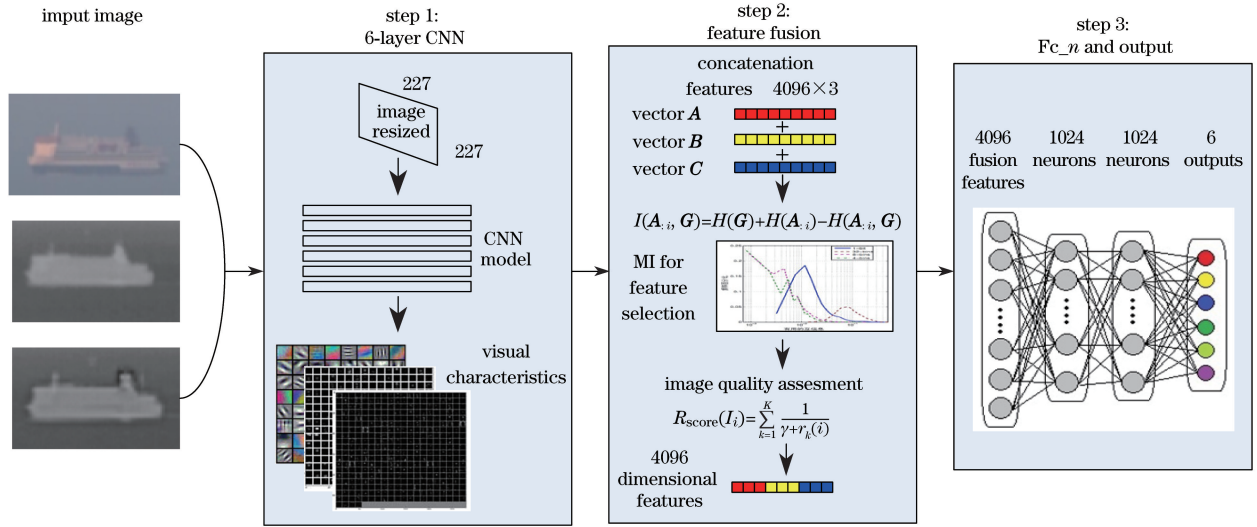 imput image
step 1:
6-layer CNN
227
image
resized
227
CNN
model
visual
characteristics
step 2:
feature fusion
concatenation
features 4096×3
vector A
+
vector B
+
vector C
I(A:i, G)=H(G)+H(A:i)−H(A:i, G)
MI for
feature
selection
image quality assesment
Rscore(Ii)=∑k=1K 1/(γ+rk(i))
4096
dimensional
features
step 3:
Fc_n and output
4096
fusion
features
1024
neurons
1024
neurons
6
outputs